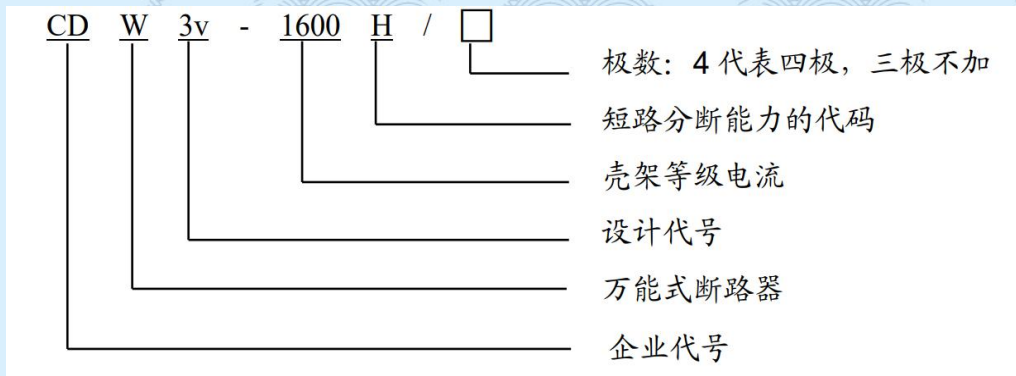 CD W 3v - 1600 H / □
极数：4 代表四极，三极不加
短路分断能力的代码
壳架等级电流
设计代号
万能式断路器
企业代号